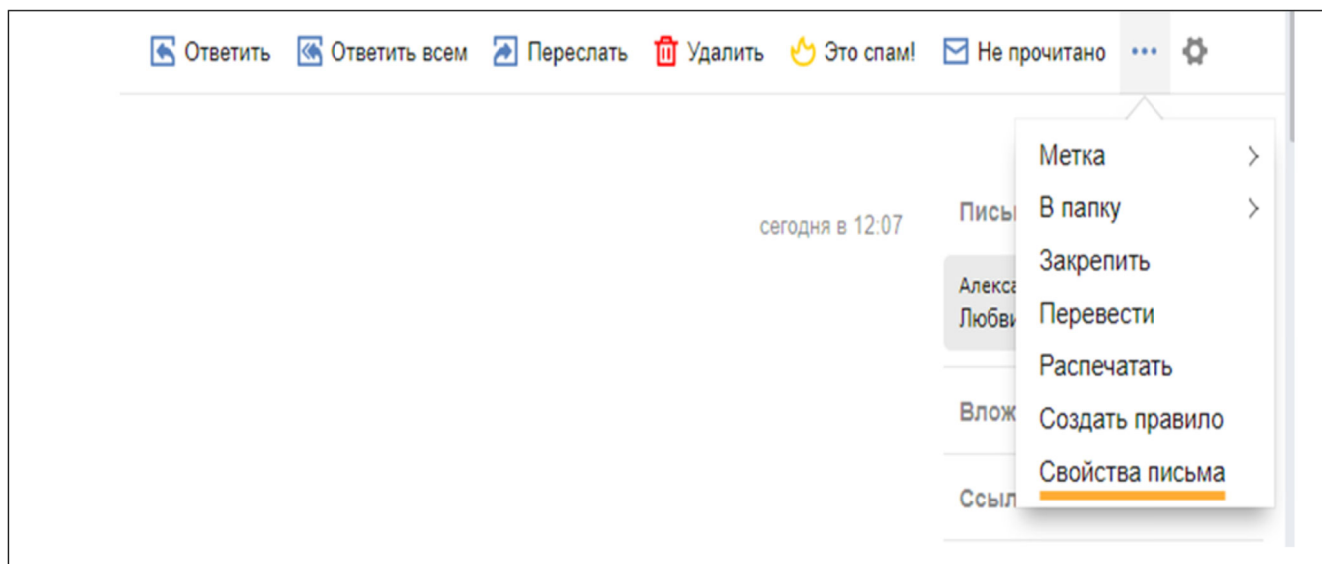 Ответить Ответить всем Переслать Удалить Это спам! Не прочитано
Метка
сегодня в 12:07
В папку
Закрепить
Перевести
Распечатать
Создать правило
Свойства письма